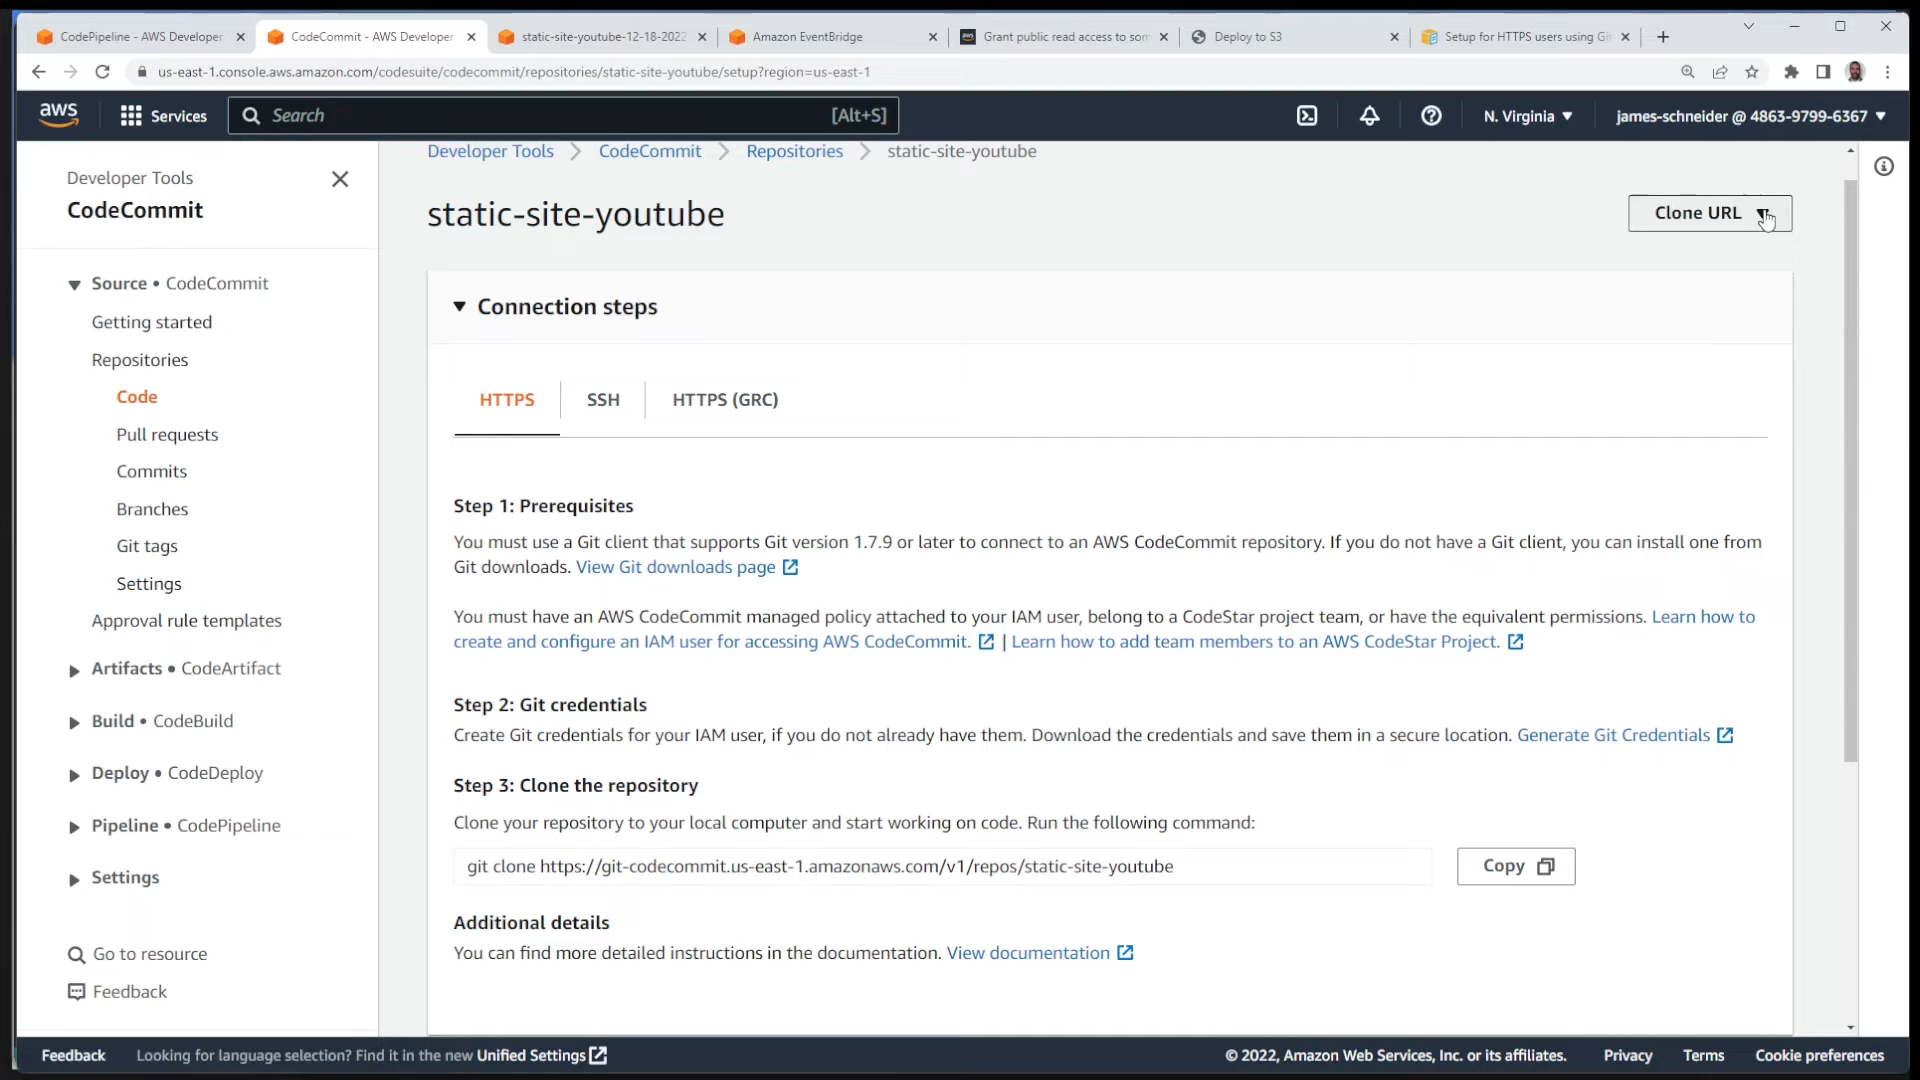 CodePipeline - AWS Developer
CodeCommit - AWS Developer
static-site-youtube-12-18-2022
Amazon EventBridge
Grant public read access to som
Deploy to S3
Setup for HTTPS users using Gi
us-east-1.console.aws.amazon.com/codesuite/codecommit/repositories/static-site-youtube/setup?region=us-east-1
aws
Services
Search
[Alt+S]
N. Virginia
james-schneider @ 4863-9799-6367
Developer Tools
CodeCommit
Source • CodeCommit
Getting started
Repositories
Code
Pull requests
Commits
Branches
Git tags
Settings
Approval rule templates
Artifacts • CodeArtifact
Build • CodeBuild
Deploy • CodeDeploy
Pipeline • CodePipeline
Settings
Go to resource
Feedback
Developer Tools
CodeCommit
Repositories
static-site-youtube
static-site-youtube
Clone URL
Connection steps
HTTPS
SSH
HTTPS (GRC)
Step 1: Prerequisites
You must use a Git client that supports Git version 1.7.9 or later to connect to an AWS CodeCommit repository. If you do not have a Git client, you can install one from
Git downloads. View Git downloads page
You must have an AWS CodeCommit managed policy attached to your IAM user, belong to a CodeStar project team, or have the equivalent permissions. Learn how to
create and configure an IAM user for accessing AWS CodeCommit. | Learn how to add team members to an AWS CodeStar Project.
Step 2: Git credentials
Create Git credentials for your IAM user, if you do not already have them. Download the credentials and save them in a secure location. Generate Git Credentials
Step 3: Clone the repository
Clone your repository to your local computer and start working on code. Run the following command:
git clone https://git-codecommit.us-east-1.amazonaws.com/v1/repos/static-site-youtube
Copy
Additional details
You can find more detailed instructions in the documentation. View documentation
Feedback
Looking for language selection? Find it in the new Unified Settings
© 2022, Amazon Web Services, Inc. or its affiliates.
Privacy
Terms
Cookie preferences